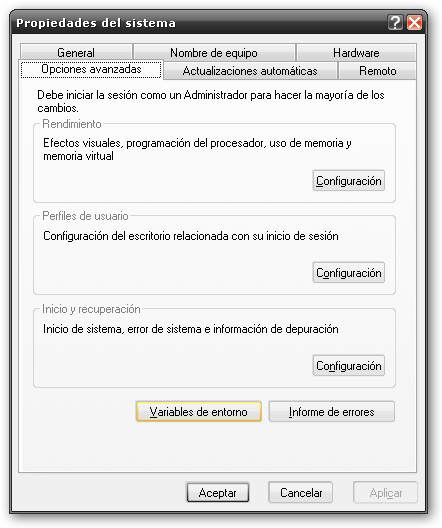 Propiedades del sistema
General
Nombre de equipo
Hardware
Opciones avanzadas
Actualizaciones automáticas
Remoto
Debe iniciar la sesión como un Administrador para hacer la mayoría de los
cambios.
Rendimiento
Efectos visuales, programación del procesador, uso de memoria y
memoria virtual
Configuración
Perfiles de usuario
Configuración del escritorio relacionada con su inicio de sesión
Configuración
Inicio y recuperación
Inicio de sistema, error de sistema e información de depuración
Configuración
Variables de entorno
Informe de errores
Aceptar
Cancelar
Aplicar